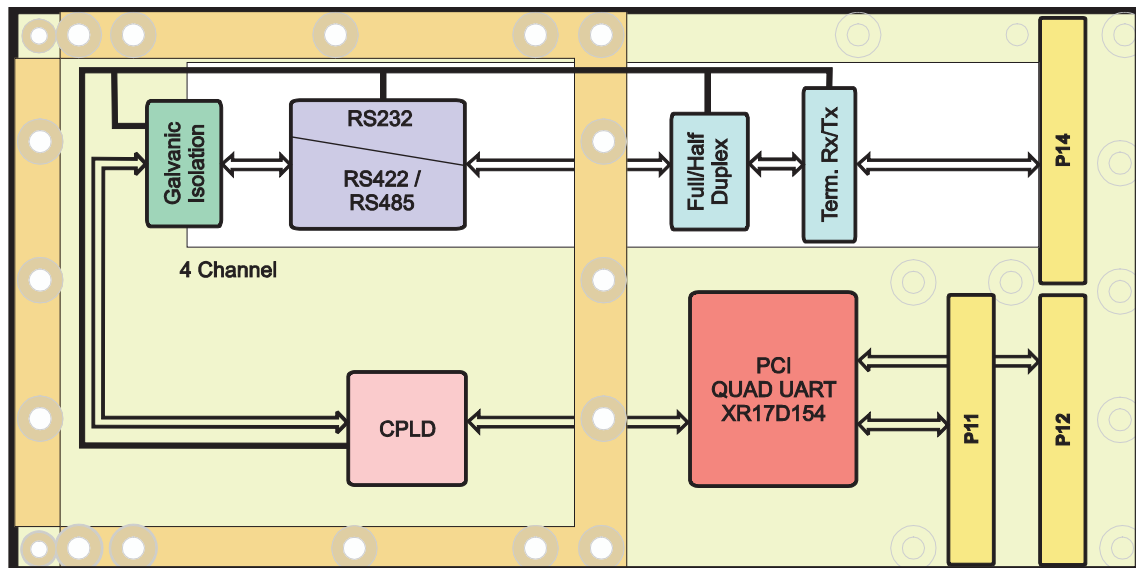 RS232
RS422 /
RS485
Galvanic
Isolation
Full/Half
Duplex
Term. Rx/Tx
P14
4 Channel
PCI
QUAD UART
XR17D154
CPLD
P11
P12